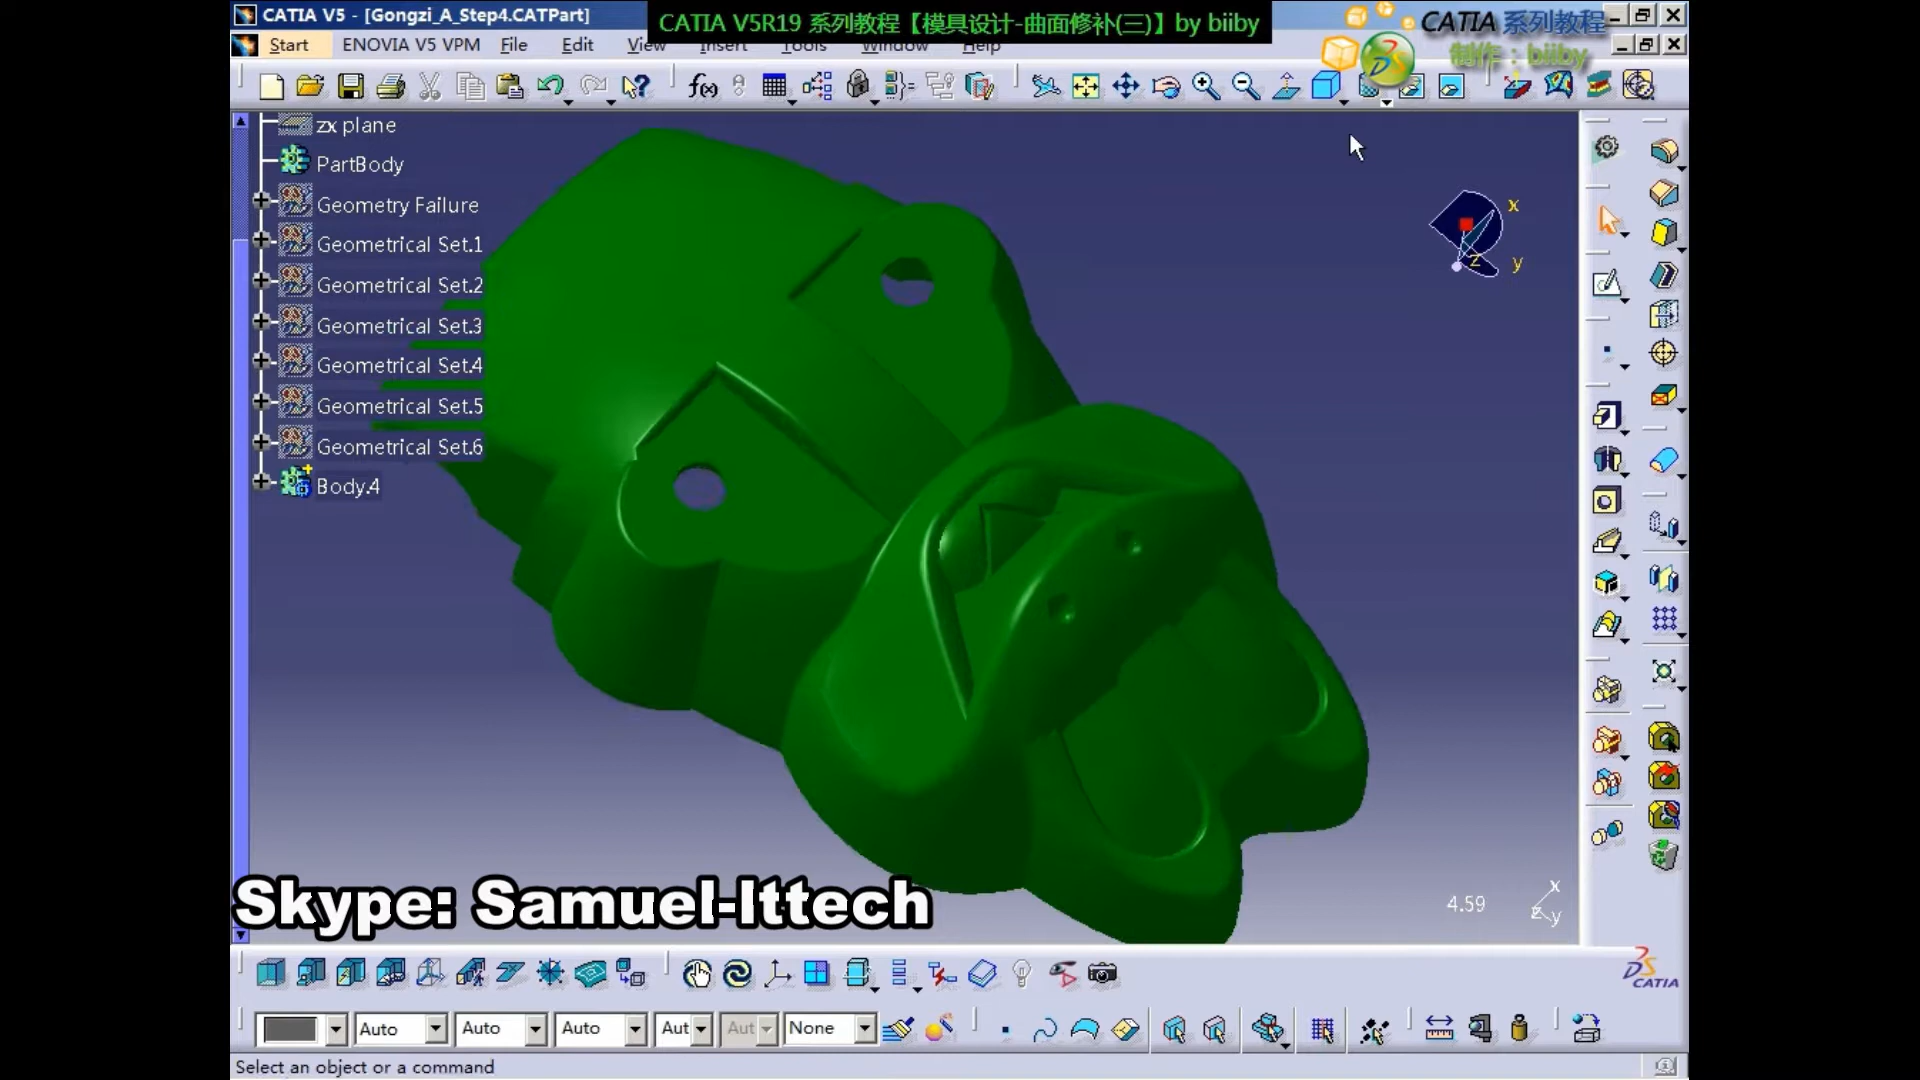 CATIA V5 - [Gongzi_A_Step4.CATPart]
CATIA V5R19 系列教程【模具设计-曲面修补(三)】by biiby
CATIA 系列教程
制作：biiby
Start ENOVIA V5 VPM File Edit View Insert Tools Window Help
f(x)
zx plane
PartBody
Geometry Failure
Geometrical Set.1
Geometrical Set.2
Geometrical Set.3
Geometrical Set.4
Geometrical Set.5
Geometrical Set.6
Body.4
x
y
z
Skype: Samuel-Ittech
4.59
x
z y
CATIA
Auto Auto Auto Aut Aut None
Select an object or a command